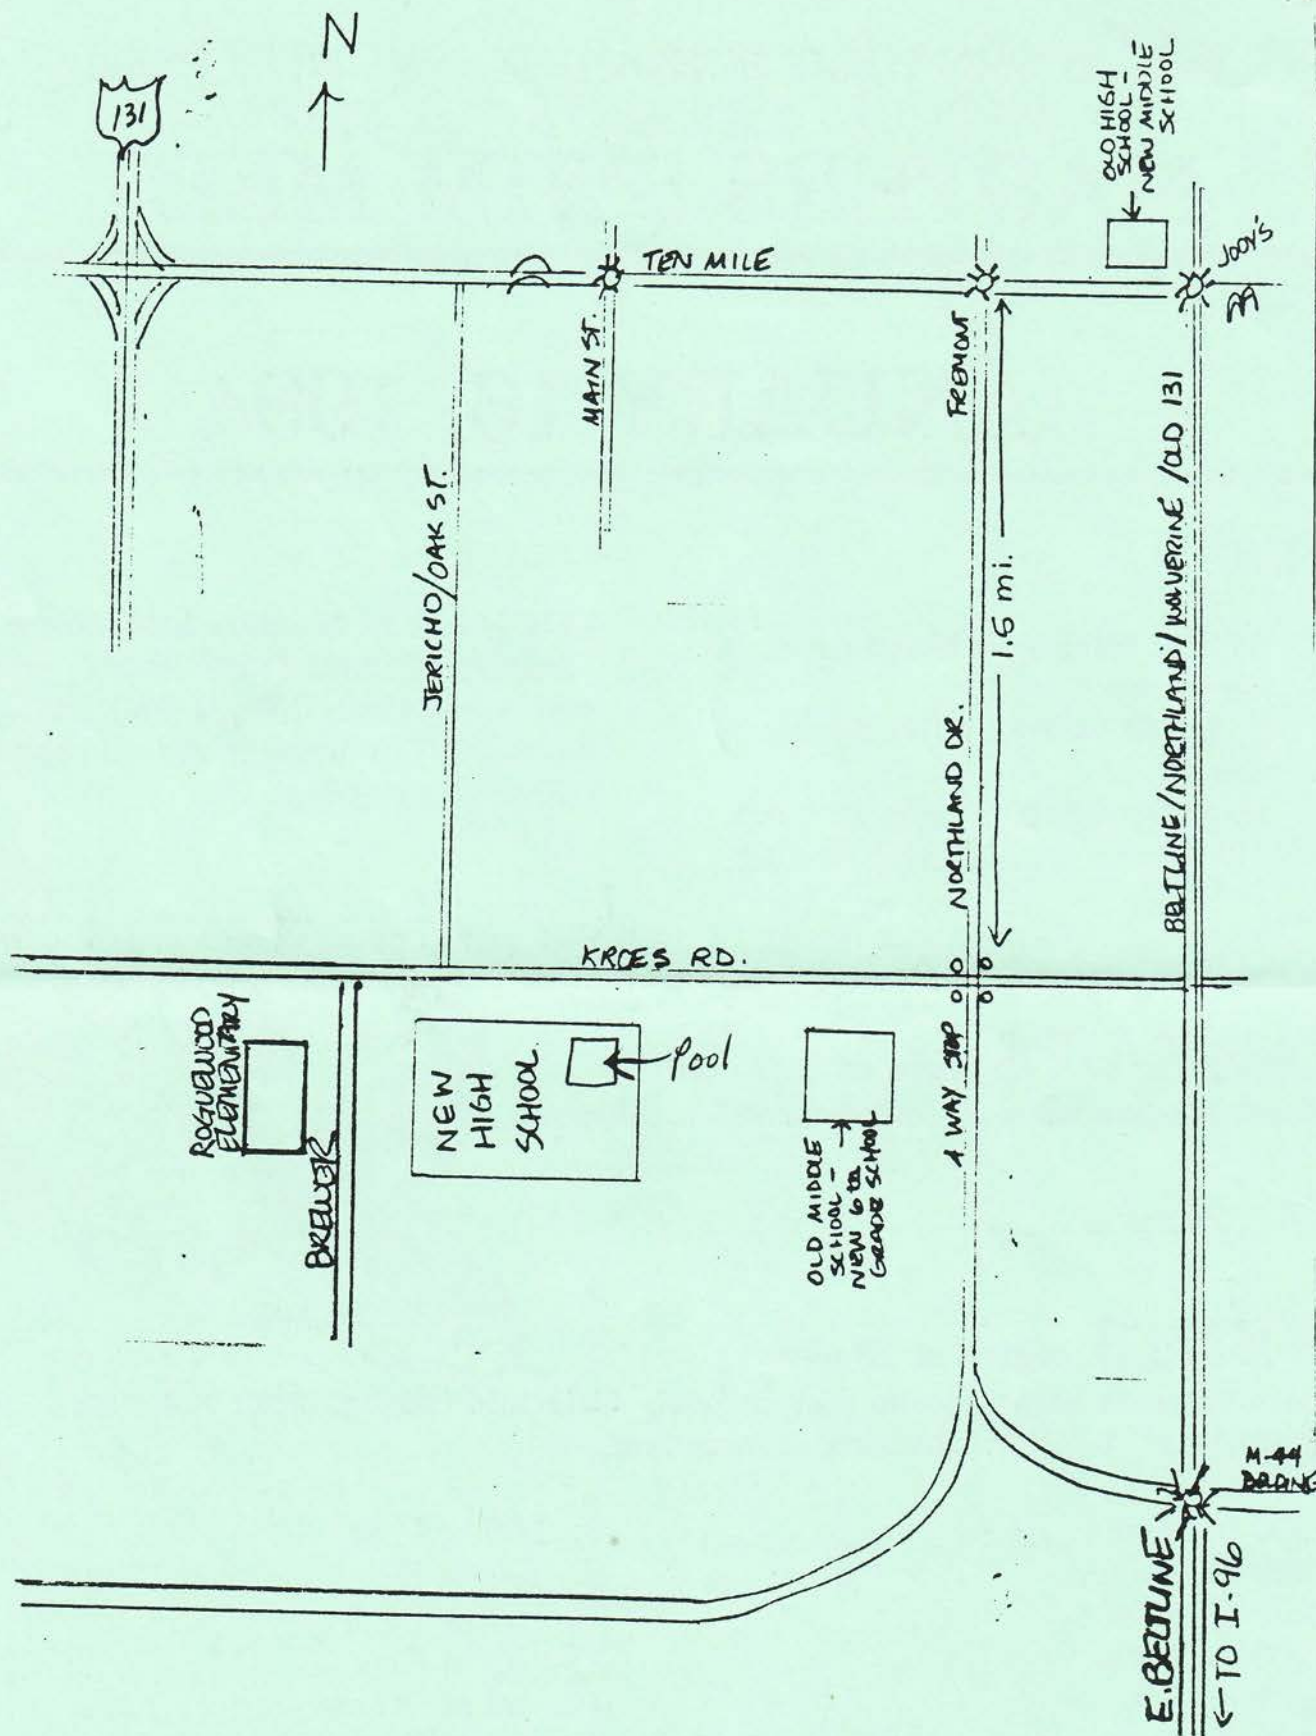 N
131
OLD HIGH
SCHOOL -
NEW MIDDLE
SCHOOL
TEN MILE
JODY'S
MAIN ST.
FREMONT
JERICHO/OAK ST.
1.5 mi.
BELTLINE/NORTHLAND/WOLVERINE/OLD 131
NORTHLAND DR.
KROES RD.
ROGUEWOOD
ELEMENTARY
BREWER
NEW
HIGH
SCHOOL
Pool
OLD MIDDLE
SCHOOL -
NEW 6th
GRADE SCHOOL
4 WAY STOP
M-44
E. BELTLINE
TO I-96